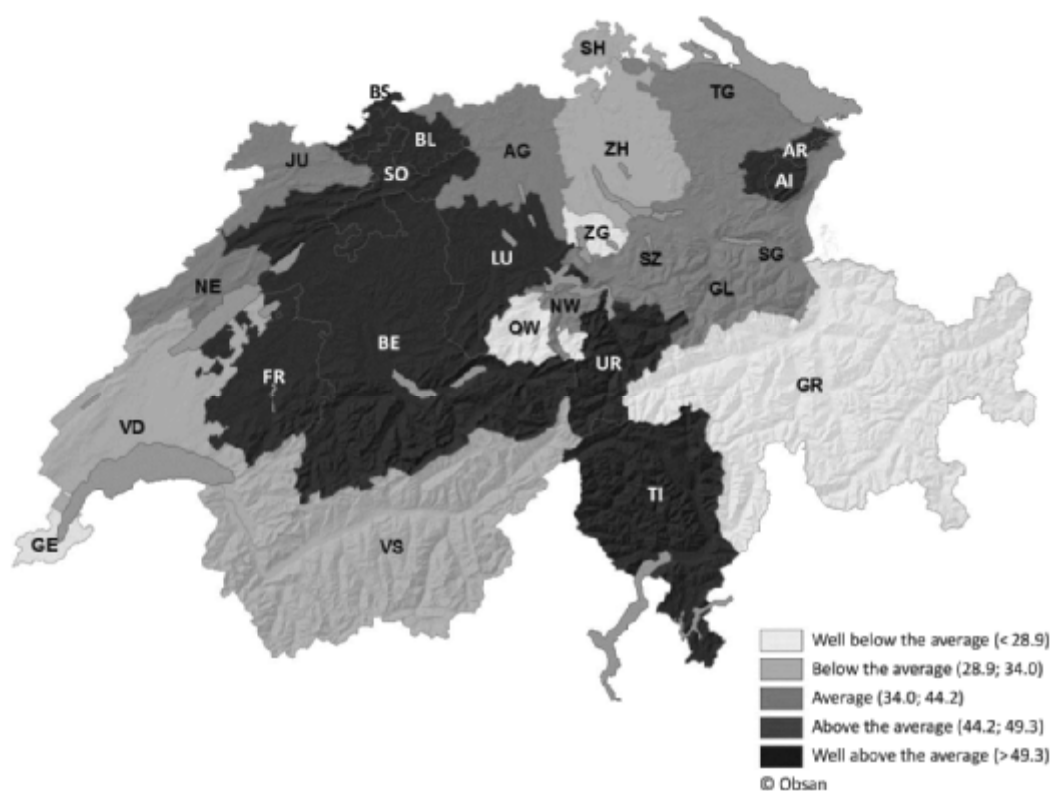 SH
BS
TG
BL
AG
ZH
AR
JU
SO
AI
ZG
LU
SZ
SG
NE
GL
NW
OW
BE
UR
FR
GR
VD
TI
GE
VS
Well below the average (< 28.9)
Below the average (28.9; 34.0)
Average (34.0; 44.2)
Above the average (44.2; 49.3)
Well above the average (> 49.3)
© Obsan